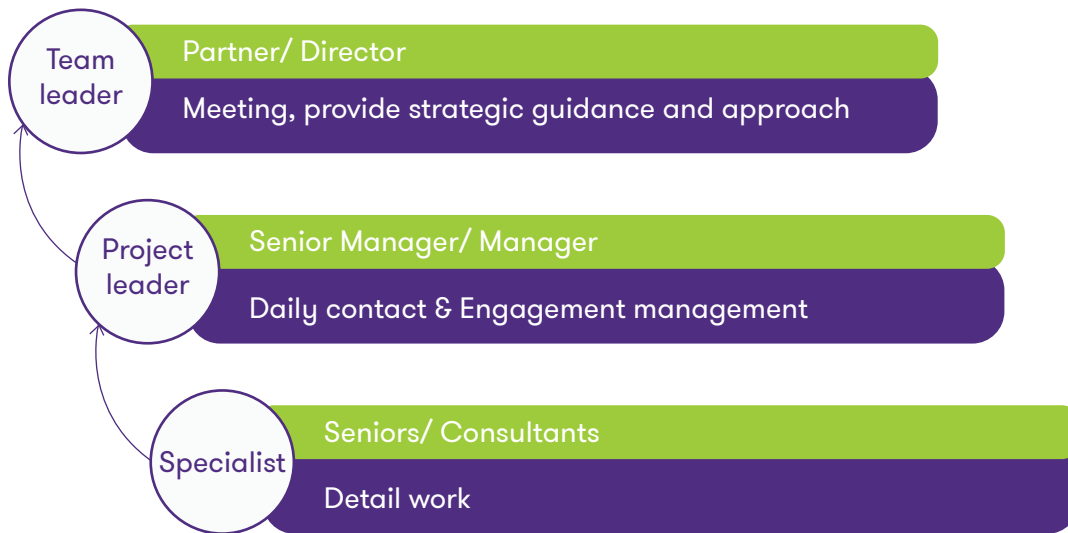 Team
leader
Partner/ Director
Meeting, provide strategic guidance and approach
Project
leader
Senior Manager/ Manager
Daily contact & Engagement management
Specialist
Seniors/ Consultants
Detail work